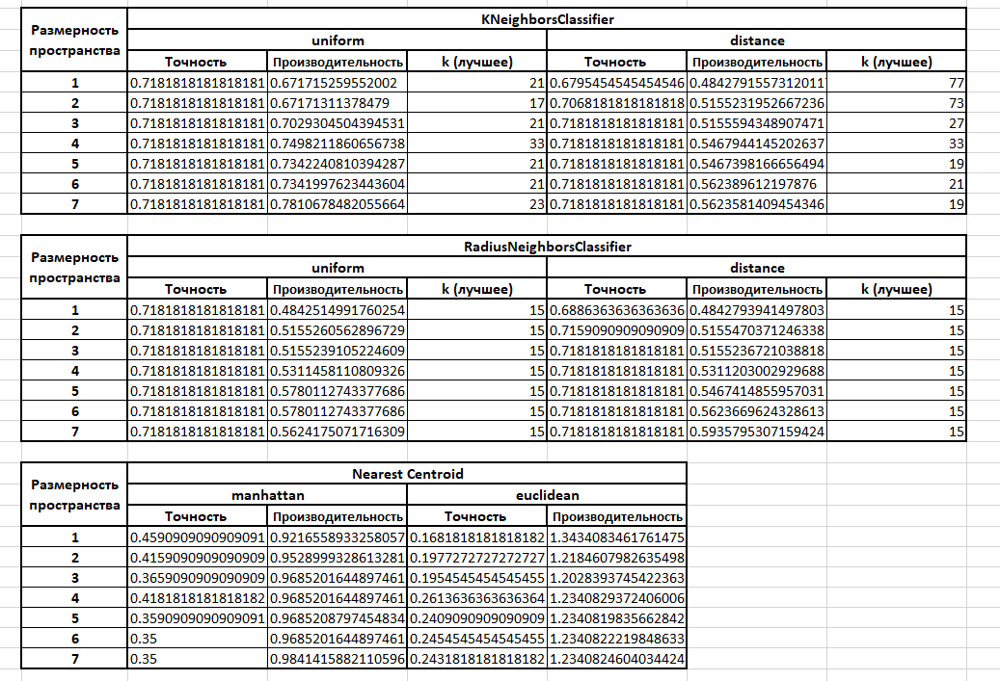 KNeighborsClassifier
Размерность пространства
uniform distance
Точность Производительность k (лучшее) Точность Производительность k (лучшее)
1 0.7181818181818181 0.671715259552002 21 0.6795454545454546 0.4842791557312011 77
2 0.7181818181818181 0.67171311378479 17 0.7068181818181818 0.5155231952667236 73
3 0.7181818181818181 0.7029304504394531 21 0.7181818181818181 0.5155594348907471 27
4 0.7181818181818181 0.7498211860656738 33 0.7181818181818181 0.5467944145202637 33
5 0.7181818181818181 0.7342240810394287 21 0.7181818181818181 0.5467398166656494 19
6 0.7181818181818181 0.7341997623443604 21 0.7181818181818181 0.562389612197876 21
7 0.7181818181818181 0.7810678482055664 23 0.7181818181818181 0.5623581409454346 19
RadiusNeighborsClassifier
Размерность пространства
uniform distance
Точность Производительность k (лучшее) Точность Производительность k (лучшее)
1 0.7181818181818181 0.4842514991760254 15 0.6886363636363636 0.4842793941497803 15
2 0.7181818181818181 0.5155260562896729 15 0.7159090909090909 0.5155470371246338 15
3 0.7181818181818181 0.5155239105224609 15 0.7181818181818181 0.5155236721038818 15
4 0.7181818181818181 0.5311458110809326 15 0.7181818181818181 0.5311203002929688 15
5 0.7181818181818181 0.5780112743377686 15 0.7181818181818181 0.5467414855957031 15
6 0.7181818181818181 0.5780112743377686 15 0.7181818181818181 0.5623669624328613 15
7 0.7181818181818181 0.5624175071716309 15 0.7181818181818181 0.5935795307159424 15
Nearest Centroid
Размерность пространства
manhattan euclidean
Точность Производительность Точность Производительность
1 0.4590909090909091 0.9216558933258057 0.1681818181818182 1.3434083461761475
2 0.4159090909090909 0.9528999328613281 0.1977272727272727 1.2184607982635498
3 0.3659090909090909 0.9685201644897461 0.1954545454545455 1.2028393745422363
4 0.4181818181818182 0.9685201644897461 0.2613636363636364 1.2340829372406006
5 0.3590909090909091 0.9685208797454834 0.2409090909090909 1.2340819835662842
6 0.35 0.9685201644897461 0.2454545454545455 1.2340822219848633
7 0.35 0.9841415882110596 0.2431818181818182 1.2340824604034424